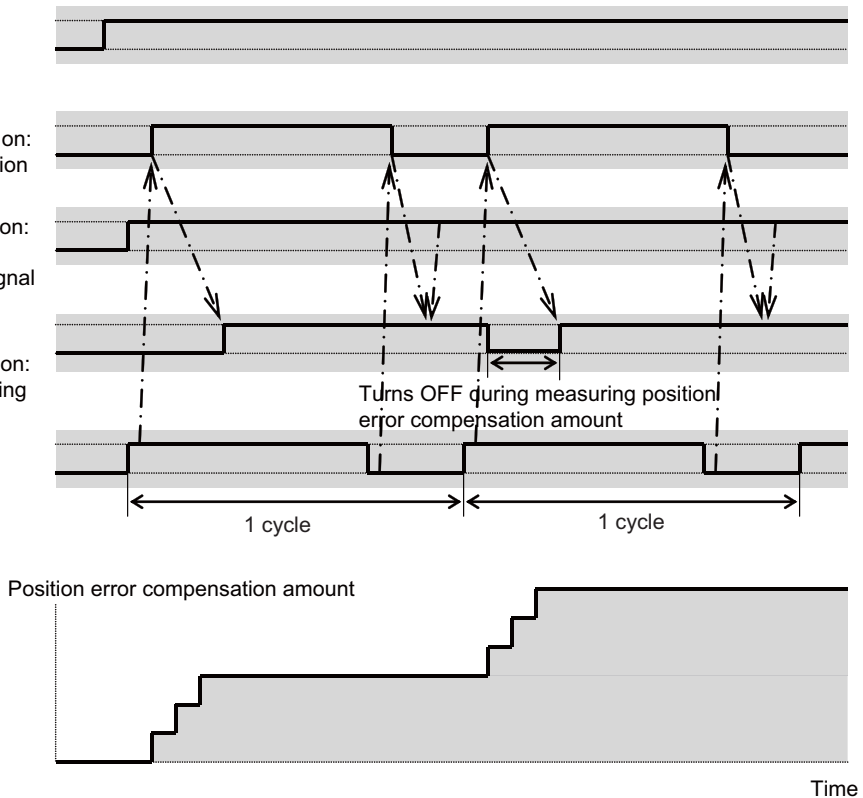 on:
ion
on:
gnal
on:
ing
Turns OFF during measuring position
error compensation amount
1 cycle
1 cycle
Position error compensation amount
Time